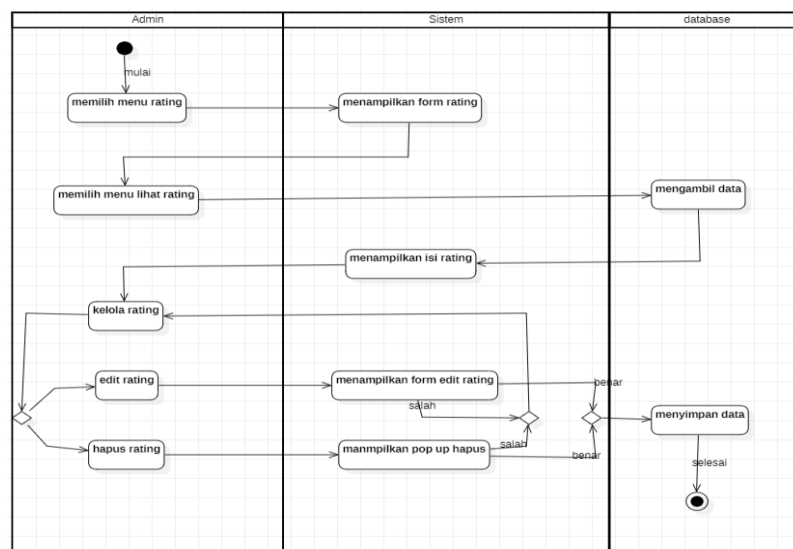 Admin
Sistem
database
mulai
memilih menu rating
menampilkan form rating
memilih menu lihat rating
mengambil data
menampilkan isi rating
kelola rating
edit rating
menampilkan form edit rating
benar
salah
menyimpan data
hapus rating
manmpilkan pop up hapus
salah
benar
selesai